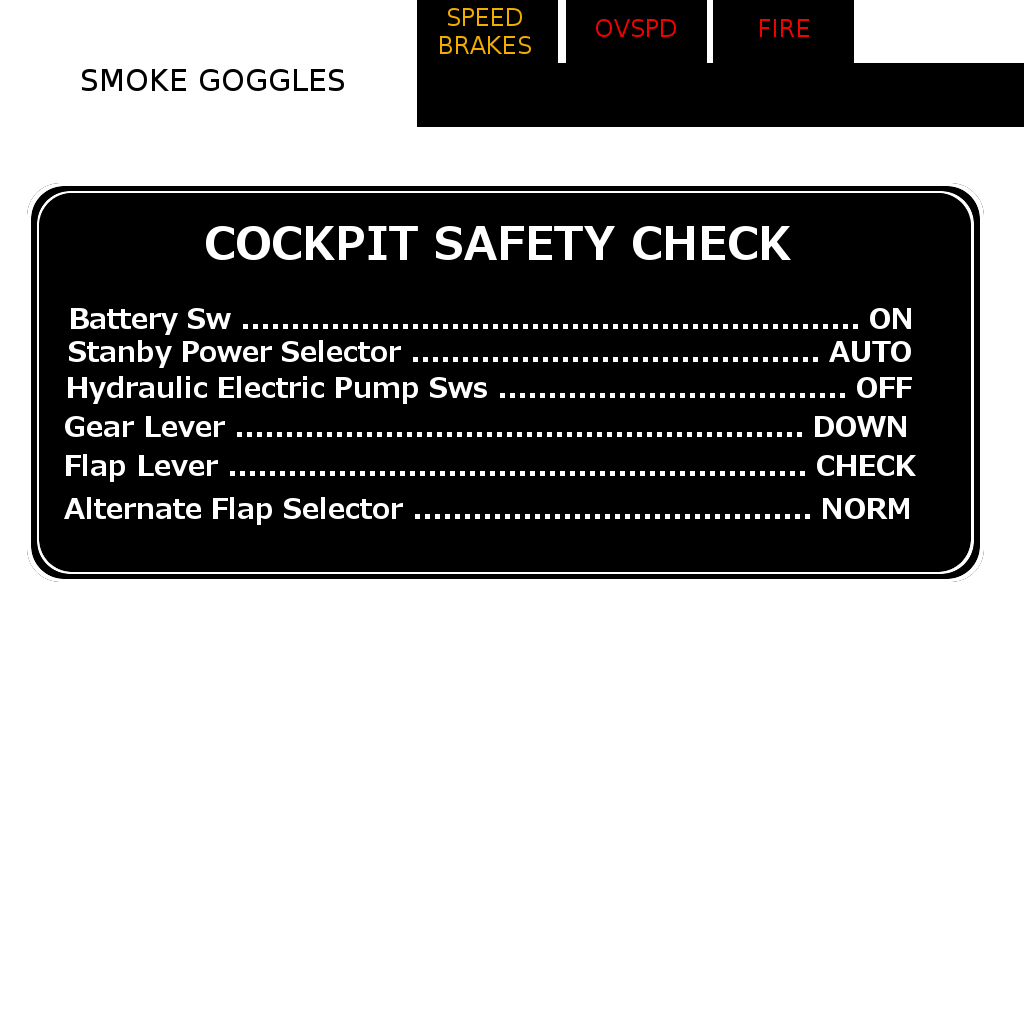 SPEED
BRAKES
OVSPD
FIRE
SMOKE GOGGLES
COCKPIT SAFETY CHECK
Battery Sw .............................................................. ON
Stanby Power Selector ......................................... AUTO
Hydraulic Electric Pump Sws ................................... OFF
Gear Lever ......................................................... DOWN
Flap Lever .......................................................... CHECK
Alternate Flap Selector ........................................ NORM